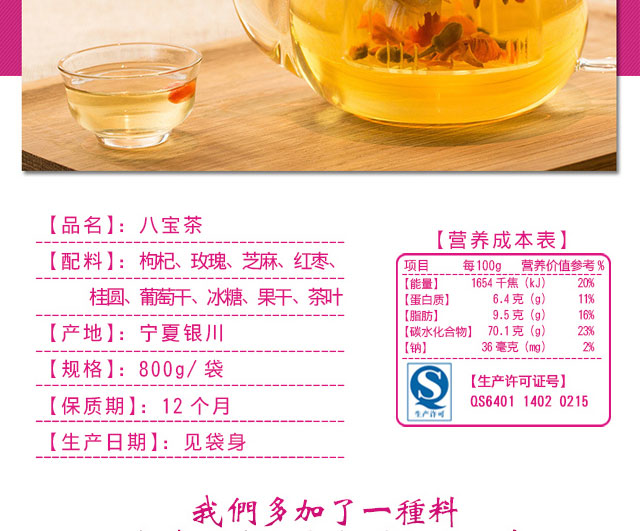 【品名】：八宝茶
【配料】：枸杞、玫瑰、芝麻、红枣、
桂圆、葡萄干、冰糖、果干、茶叶
【产地】：宁夏银川
【规格】：800g/袋
【保质期】：12个月
【生产日期】：见袋身
【营养成本表】
项目 每100g 营养价值参考%
【能量】 1654千焦（kJ） 20%
【蛋白质】 6.4克（g） 11%
【脂肪】 9.5克（g） 16%
【碳水化合物】 70.1克（g） 23%
【钠】 36毫克（mg） 2%
生产许可
【生产许可证号】
QS6401 1402 0215
我們多加了一種料